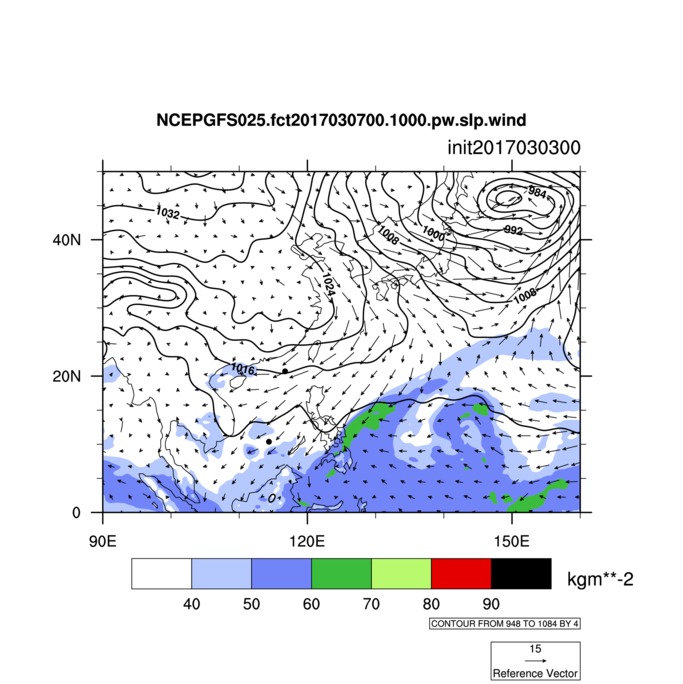 NCEPGFS025.fct2017030700.1000.pw.slp.wind
init2017030300
984
1032
992
1000
1008
40N
1024
1008
1016
20N
0
0
90E
120E
150E
kgm**-2
40
50
60
70
80
90
CONTOUR FROM 948 TO 1084 BY 4
15
Reference Vector